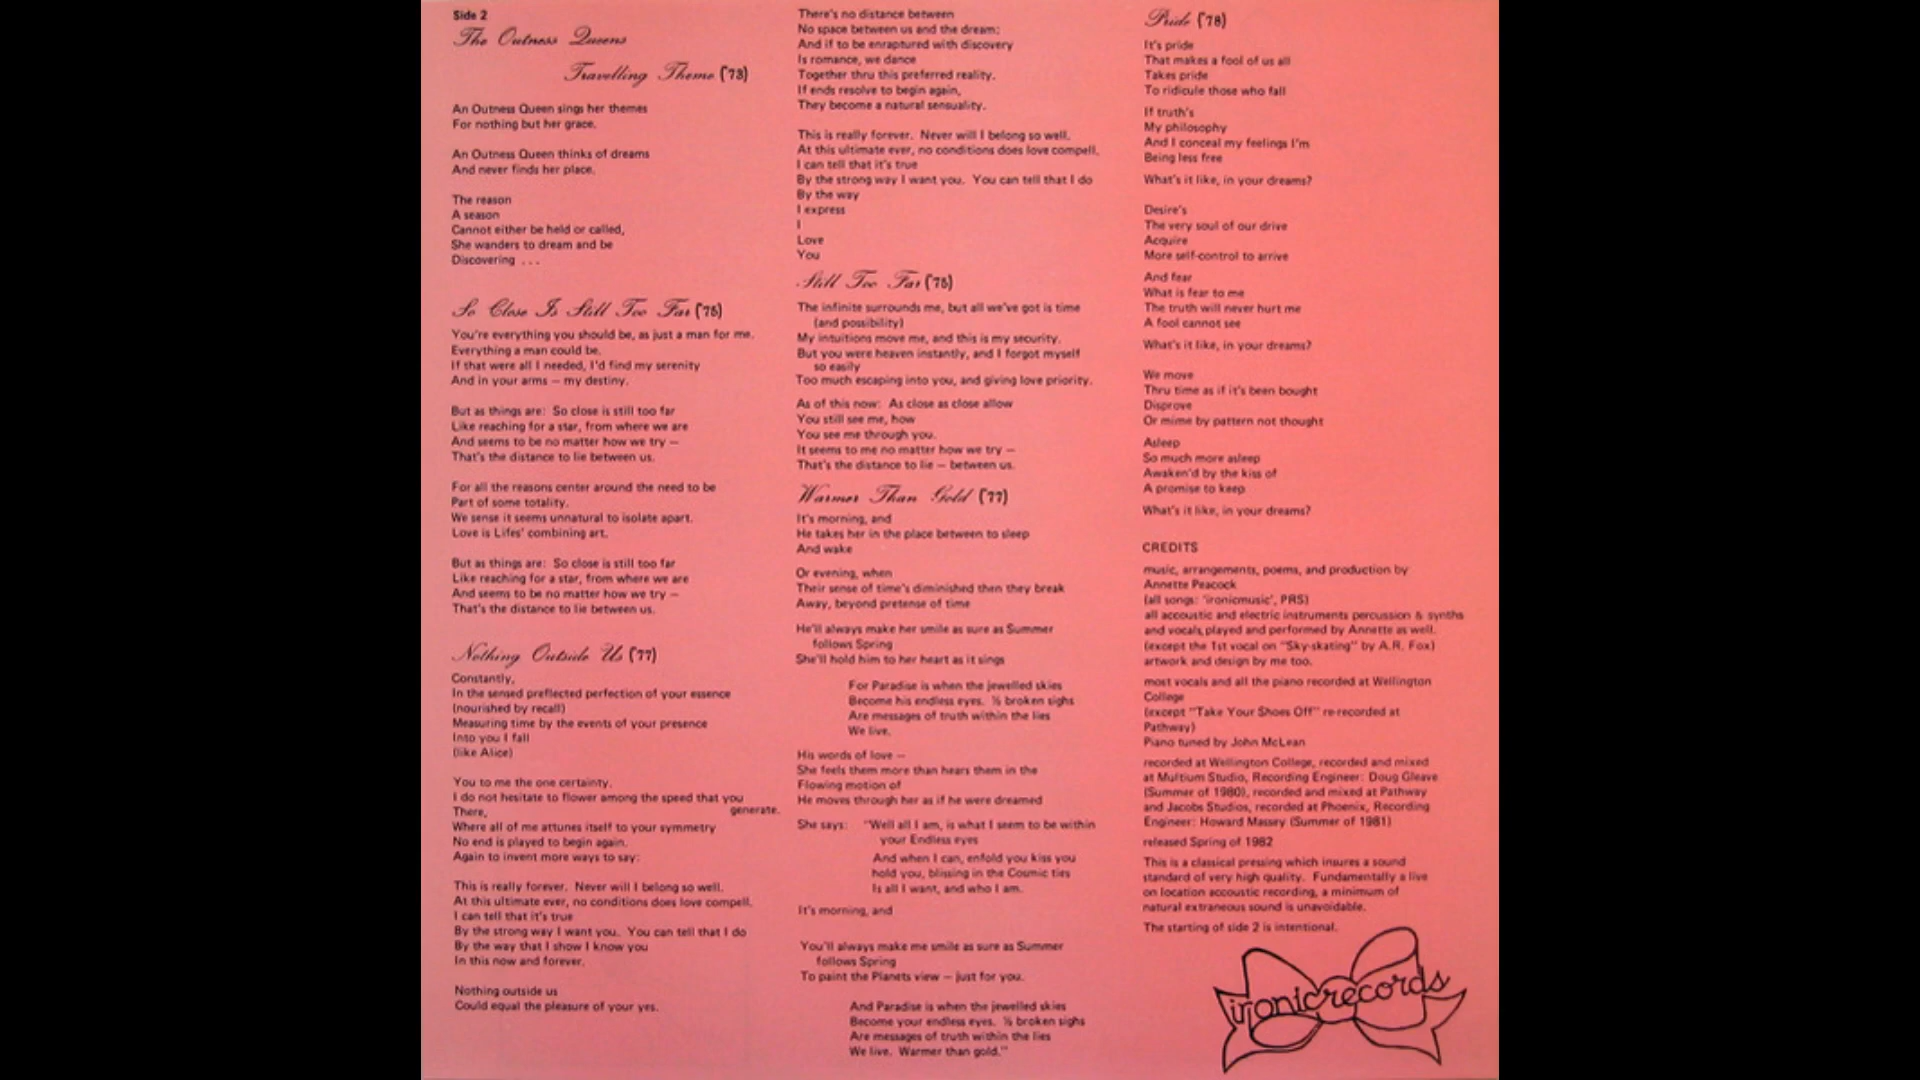 Side 2
The Outness Queens
Travelling Theme ('73)
An Outness Queen sings her themes
For nothing but her grace.
An Outness Queen thinks of dreams
And never finds her place.
The reason
A season
Cannot either be held or called,
She wanders to dream and be
Discovering . . .
So Close Is Still Too Far ('75)
You're everything you should be, as just a man for me.
Everything a man could be.
If that were all I needed, I'd find my serenity
And in your arms – my destiny.
But as things are: So close is still too far
Like reaching for a star, from where we are
And seems to be no matter how we try –
That's the distance to lie between us.
For all the reasons center around the need to be
Part of some totality.
We sense it seems unnatural to isolate apart.
Love is Lifes' combining art.
But as things are: So close is still too far
Like reaching for a star, from where we are
And seems to be no matter how we try –
That's the distance to lie between us.
Nothing Outside Us ('77)
Constantly,
In the sensed preflected perfection of your essence
(nourished by recall)
Measuring time by the events of your presence
Into you I fall
(like Alice)
You to me the one certainty.
I do not hesitate to flower among the speed that you
generate.
There,
Where all of me attunes itself to your symmetry
No end is played to begin again.
Again to invent more ways to say:
This is really forever. Never will I belong so well.
At this ultimate ever, no conditions does love compell.
I can tell that it's true
By the strong way I want you. You can tell that I do
By the way that I show I know you
In this now and forever.
Nothing outside us
Could equal the pleasure of your yes.
There's no distance between
No space between us and the dream;
And if to be enraptured with discovery
Is romance, we dance
Together thru this preferred reality.
If ends resolve to begin again,
They become a natural sensuality.
This is really forever. Never will I belong so well.
At this ultimate ever, no conditions does love compell.
I can tell that it's true
By the strong way I want you. You can tell that I do
By the way
I express
I
Love
You
Still Too Far ('75)
The infinite surrounds me, but all we've got is time
(and possibility)
My intuitions move me, and this is my security.
But you were heaven instantly, and I forgot myself
so easily
Too much escaping into you, and giving love priority.
As of this now: As close as close allow
You still see me, how
You see me through you.
It seems to me no matter how we try –
That's the distance to lie – between us.
Warmer Than Gold ('77)
It's morning, and
He takes her in the place between to sleep
And wake
Or evening, when
Their sense of time's diminished then they break
Away, beyond pretense of time
He'll always make her smile as sure as Summer
follows Spring
She'll hold him to her heart as it sings
For Paradise is when the jewelled skies
Become his endless eyes. ½ broken sighs
Are messages of truth within the lies
We live.
His words of love –
She feels them more than hears them in the
Flowing motion of
He moves through her as if he were dreamed
She says: "Well all I am, is what I seem to be within
your Endless eyes
And when I can, enfold you kiss you
hold you, blissing in the Cosmic ties
Is all I want, and who I am.
It's morning, and
You'll always make me smile as sure as Summer
follows Spring
To paint the Planets view – just for you.
And Paradise is when the jewelled skies
Become your endless eyes. ½ broken sighs
Are messages of truth within the lies
We live. Warmer than gold."
Pride ('78)
It's pride
That makes a fool of us all
Takes pride
To ridicule those who fall
If truth's
My philosophy
And I conceal my feelings I'm
Being less free
What's it like, in your dreams?
Desire's
The very soul of our drive
Acquire
More self-control to arrive
And fear
What is fear to me
The truth will never hurt me
A fool cannot see
What's it like, in your dreams?
We move
Thru time as if it's been bought
Disprove
Or mime by pattern not thought
Asleep
So much more asleep
Awaken'd by the kiss of
A promise to keep
What's it like, in your dreams?
CREDITS
music, arrangements, poems, and production by
Annette Peacock
(all songs: 'ironicmusic', PRS)
all accoustic and electric instruments percussion & synths
and vocals, played and performed by Annette as well.
(except the 1st vocal on "Sky-skating" by A.R. Fox)
artwork and design by me too.
most vocals and all the piano recorded at Wellington
College
(except "Take Your Shoes Off" re-recorded at
Pathway)
Piano tuned by John McLean
recorded at Wellington College, recorded and mixed
at Multium Studio, Recording Engineer: Doug Gleave
(Summer of 1980), recorded and mixed at Pathway
and Jacobs Studios, recorded at Phoenix, Recording
Engineer: Howard Massey (Summer of 1981)
released Spring of 1982
This is a classical pressing which insures a sound
standard of very high quality. Fundamentally a live
on location accoustic recording, a minimum of
natural extraneous sound is unavoidable.
The starting of side 2 is intentional.
ironicrecords